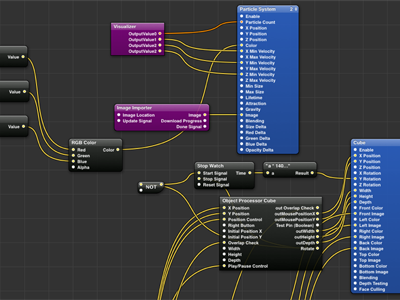 Particle System 2
Enable
Particle Count
X Position
Y Position
Z Position
Color
X Min Velocity
X Max Velocity
Y Min Velocity
Y Max Velocity
Z Min Velocity
Z Max Velocity
Min Size
Max Size
Lifetime
Attraction
Gravity
Image
Blending
Size Delta
Red Delta
Green Delta
Blue Delta
Opacity Delta
Visualizer
OutputValue0
OutputValue1
OutputValue2
OutputValue3
Value
Value
Value
Image Importer
Image Location Image
Update Signal Download Progress
Done Signal
RGB Color
Red Color
Green
Blue
Alpha
NOT
Stop Watch
Start Signal Time
Stop Signal
Reset Signal
"a * 140..."
a Result
Object Processer Cube
X Position out Overlap Check
Y Position outMousePositionX
Position Control outMousePositionY
Right Button Test Pin (Boolean)
Initial Position X outWidth
Initial Position Y outHeight
Overlap Check outDepth
Width Rotate
Height
Depth
Play/Pause Control
Cube
Enable
X Position
Y Position
Z Position
X Rotation
Y Rotation
Z Rotation
Width
Height
Depth
Front Color
Front Image
Left Color
Left Image
Right Color
Right Image
Back Color
Back Image
Top Color
Top Image
Bottom Color
Bottom Image
Blending
Depth Testing
Face Culling